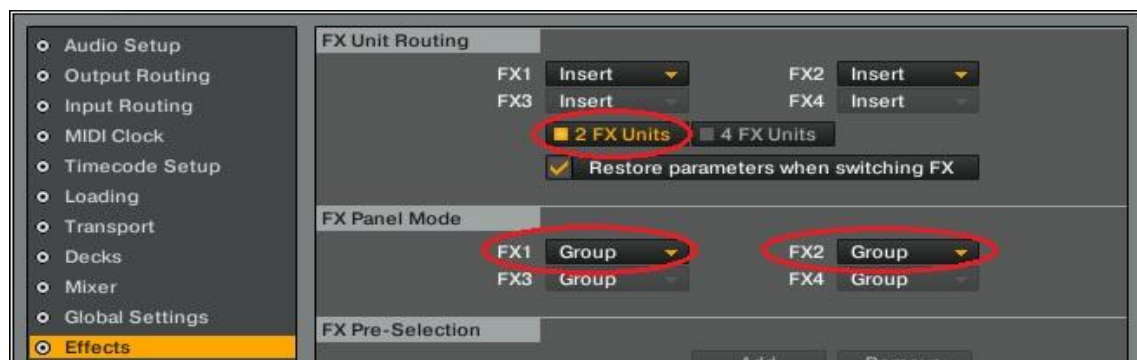 Audio Setup
Output Routing
Input Routing
MIDI Clock
Timecode Setup
Loading
Transport
Decks
Mixer
Global Settings
Effects
FX Unit Routing
FX1 Insert FX2 Insert
FX3 Insert FX4 Insert
2 FX Units 4 FX Units
Restore parameters when switching FX
FX Panel Mode
FX1 Group FX2 Group
FX3 Group FX4 Group
FX Pre-Selection